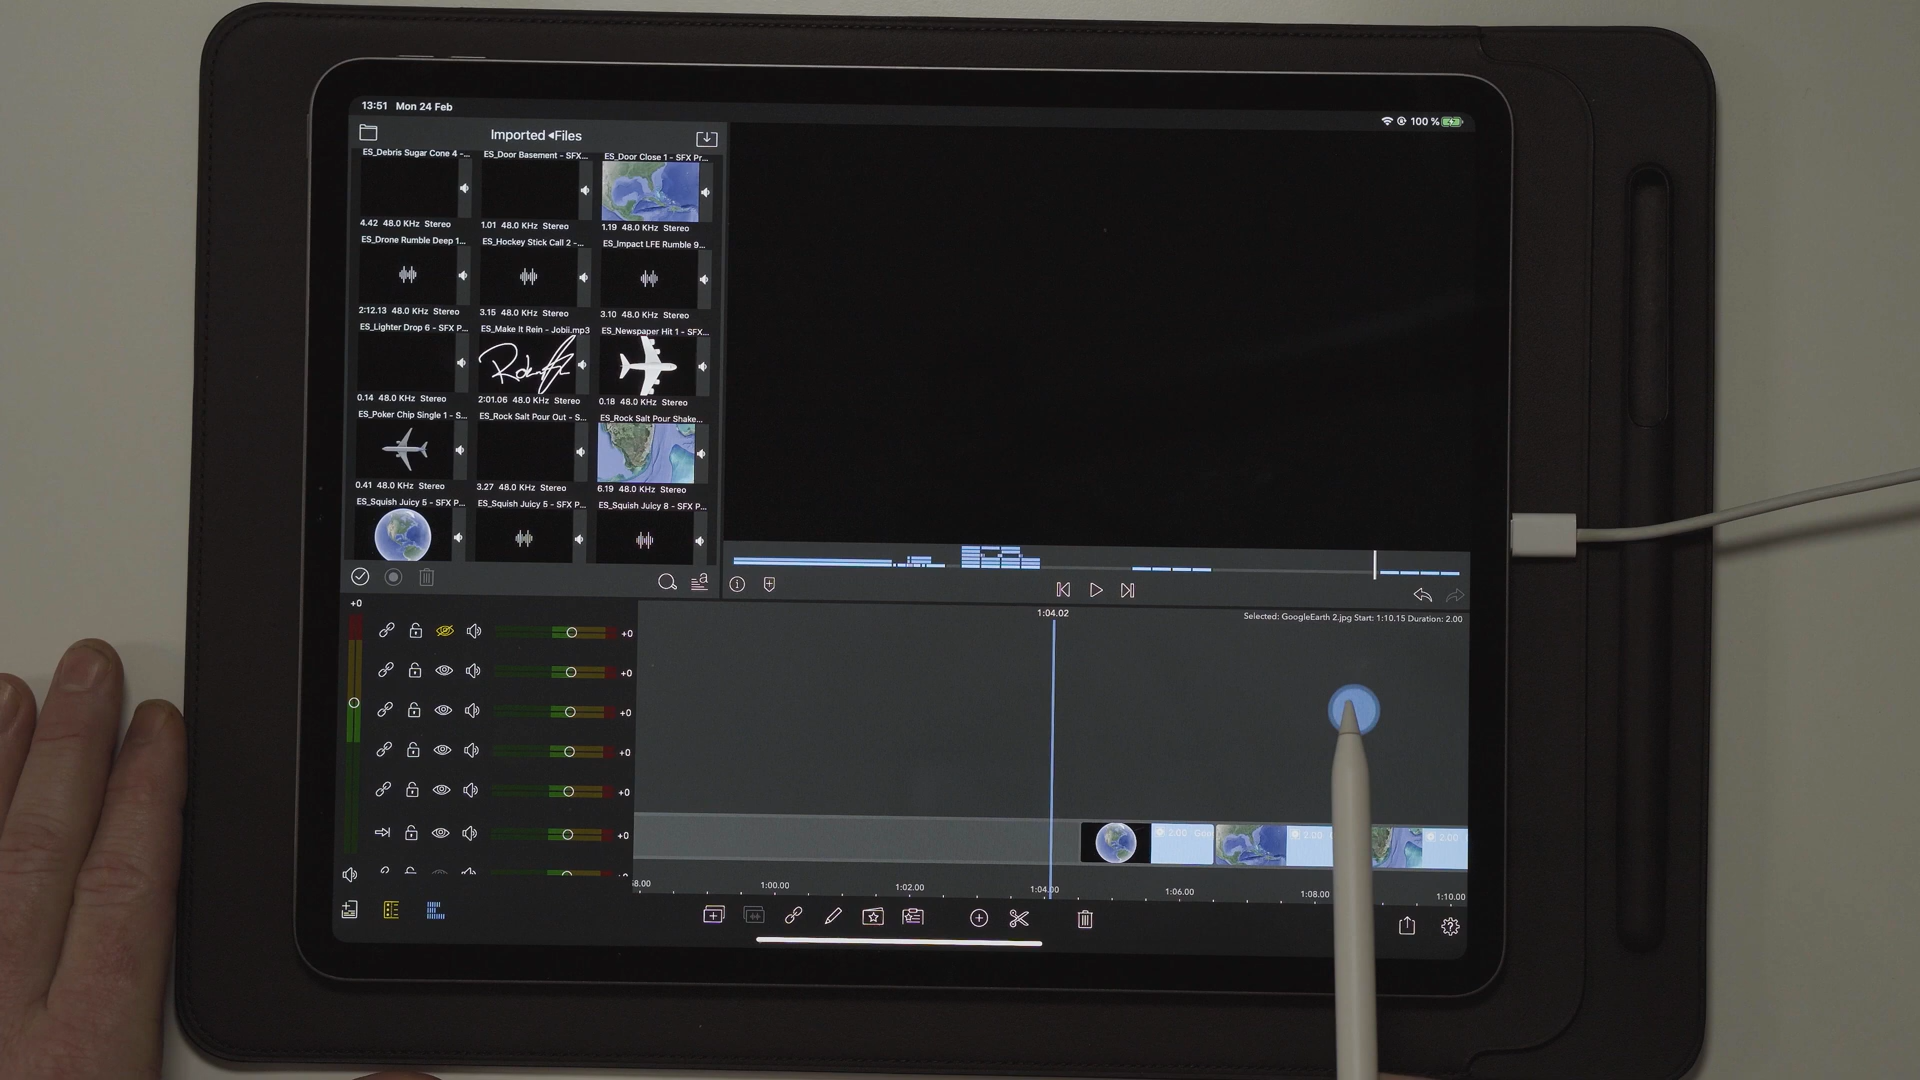 13:51 Mon 24 Feb
100 %
Imported Files
ES_Debris Sugar Cone 4 -...
ES_Door Basement - SFX...
ES_Door Close 1 - SFX Pr...
4.42 48.0 KHz Stereo
1.01 48.0 KHz Stereo
1.19 48.0 KHz Stereo
ES_Drone Rumble Deep 1...
ES_Hockey Stick Call 2 -...
ES_Impact LFE Rumble 9...
2:12.13 48.0 KHz Stereo
3.15 48.0 KHz Stereo
3.10 48.0 KHz Stereo
ES_Lighter Drop 6 - SFX P...
ES_Make It Rein - Jobii.mp3
ES_Newspaper Hit 1 - SFX...
0.14 48.0 KHz Stereo
2:01.06 48.0 KHz Stereo
0.18 48.0 KHz Stereo
ES_Poker Chip Single 1 - S...
ES_Rock Salt Pour Out - S...
ES_Rock Salt Pour Shake...
0.41 48.0 KHz Stereo
3.27 48.0 KHz Stereo
6.19 48.0 KHz Stereo
ES_Squish Juicy 5 - SFX P...
ES_Squish Juicy 5 - SFX P...
ES_Squish Juicy 8 - SFX P...
a
+0
1:04.02
Selected: GoogleEarth 2.jpg Start: 1:10.15 Duration: 2.00
+0
+0
+0
+0
+0
+0
2.00 Goo
2.00
2.00
58.00
1:00.00
1:02.00
1:04.00
1:06.00
1:08.00
1:10.00